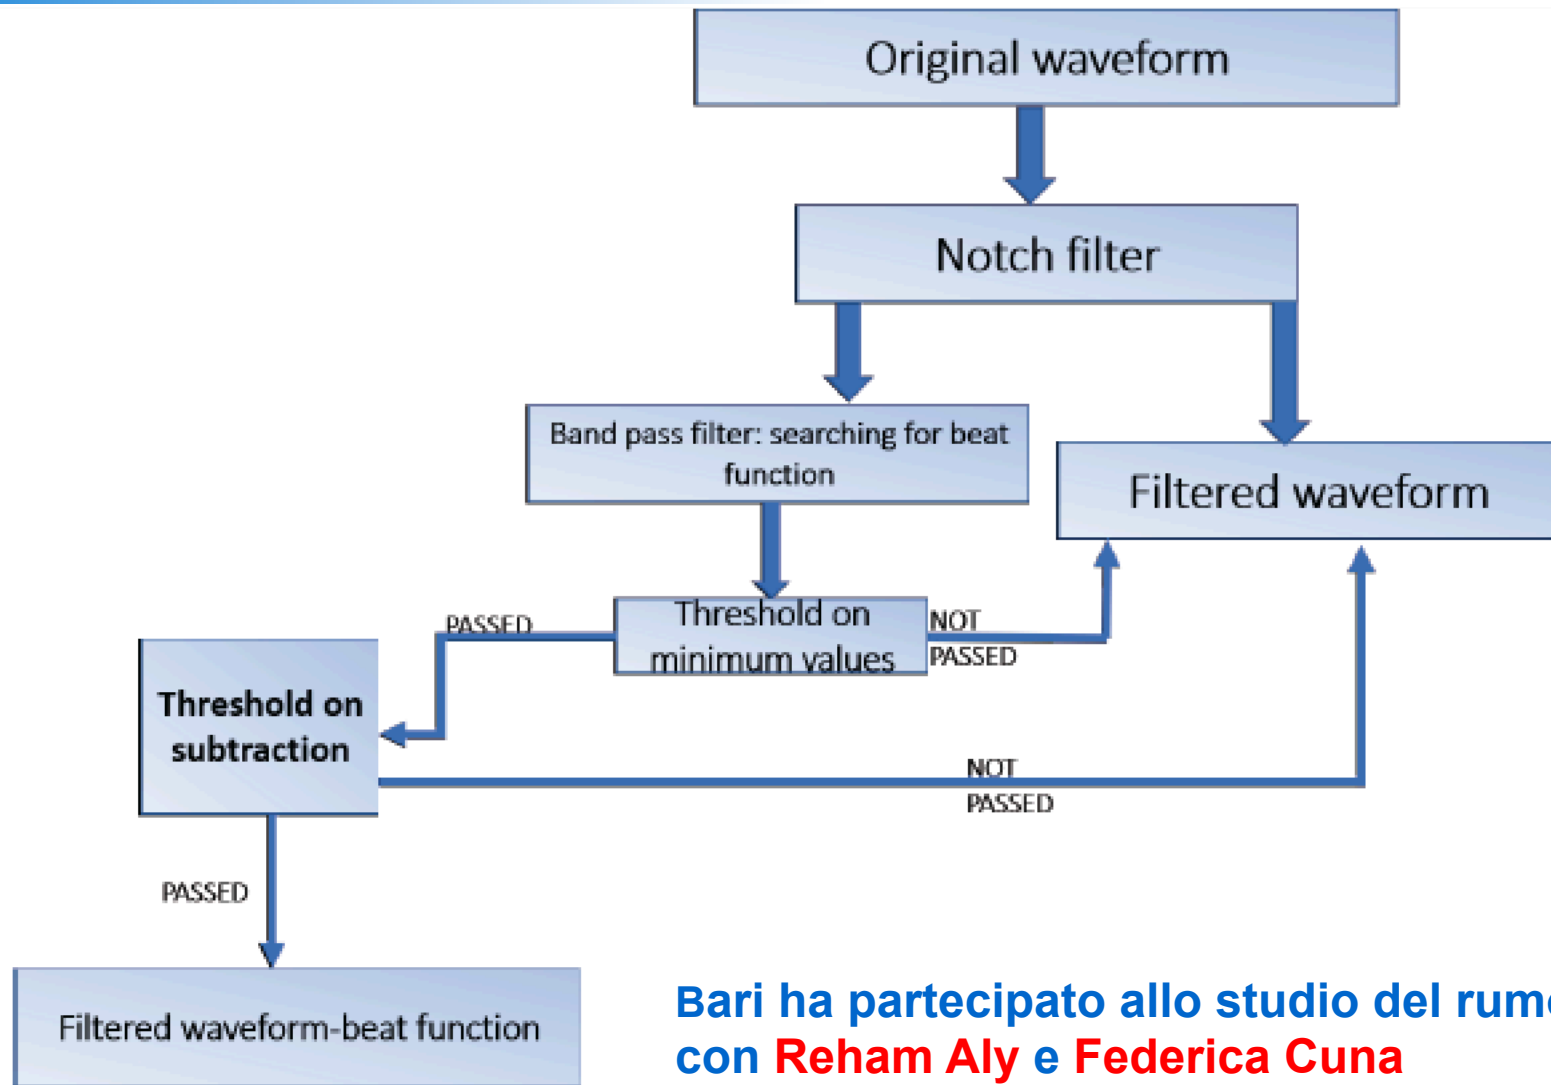 Original waveform
Notch filter
Band pass filter: searching for beat
function
Filtered waveform
Threshold on
minimum values
PASSED
NOT
PASSED
Threshold on
subtraction
NOT
PASSED
PASSED
Filtered waveform-beat function
Bari ha partecipato allo studio del
con Reham Aly e Federica Cuna